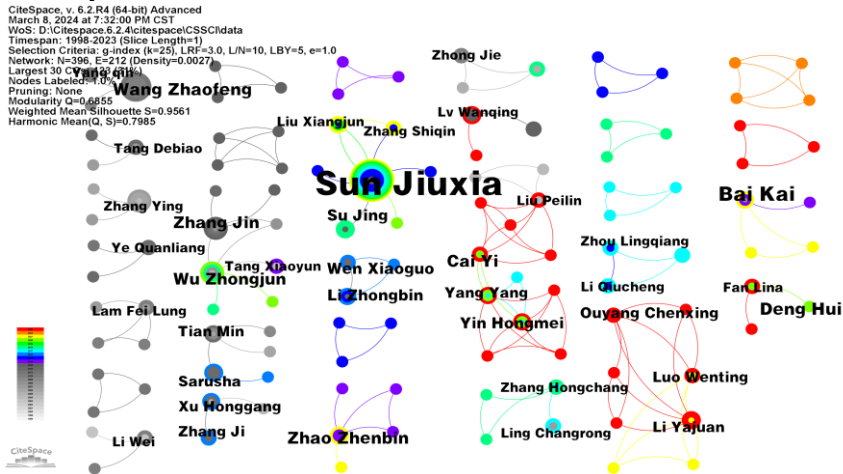 CiteSpace, v. 6.2.R4 (64-bit) Advanced
March 8, 2024 at 7:32:00 PM CST
WoS: D:\Citespace.6.2.4\citespace\CSSCI\data
Timespan: 1998-2023 (Slice Length=1)
Selection Criteria: g-index (k=25), LRF=3.0, L/N=10, LBY=5, e=1.0
Network: N=396, E=212 (Density=0.0027)
Largest 30
Nodes Labeled: 1.0%
Pruning: None
Modularity Q=0.6855
Weighted Mean Silhouette S=0.9561
Harmonic Mean(Q, S)=0.7985
Yang qin
Wang Zhaofeng
Zhong Jie
Lv Wanqing
Liu Xiangjun
Zhang Shiqin
Tang Debiao
Sun Jiuxia
Bai Kai
Zhang Ying
Liu Peilin
Su Jing
Zhang Jin
Zhou Lingqiang
Ye Quanliang
Cai Yi
Tang Xiaoyun
Wen Xiaoguo
Wu Zhongjun
Li Zhongbin
Yang Yang
Li Qiucheng
Fan Lina
Lam Fei Lung
Deng Hui
Ouyang Chenxing
Yin Hongmei
Tian Min
Luo Wenting
Sarusha
Zhang Hongchang
Xu Honggang
Li Yajuan
Zhang Ji
Ling Changrong
Zhao Zhenbin
Li Wei
CiteSpace